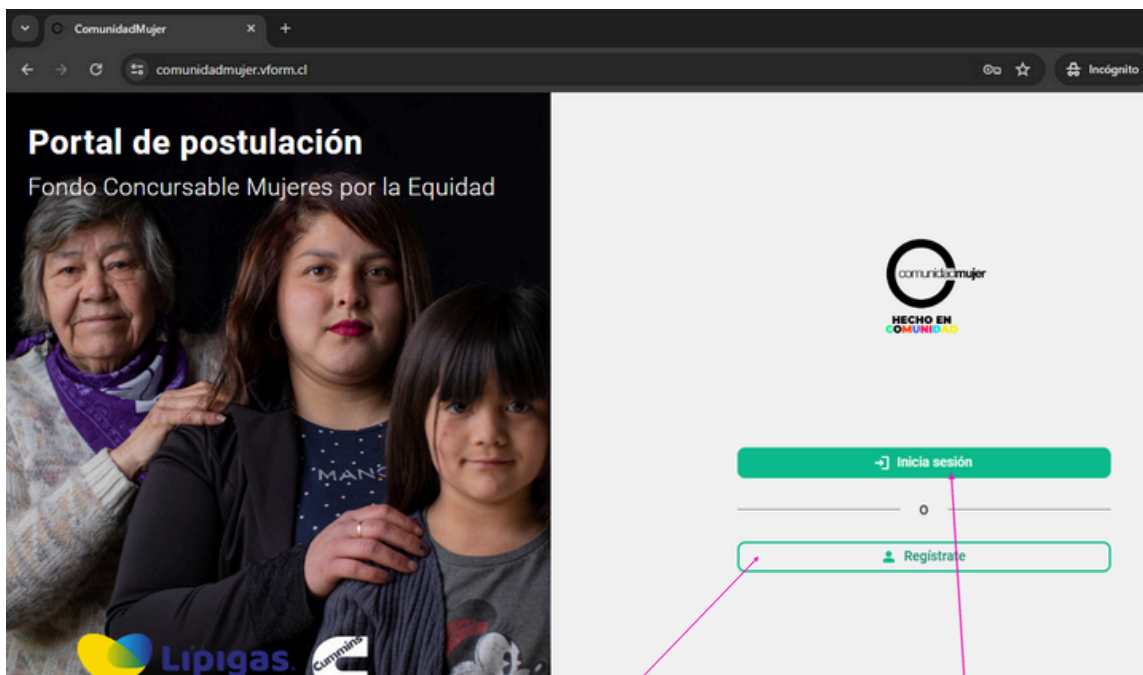 ComunidadMujer
comunidadmujer.vform.cl
Incógnito
Portal de postulación
Fondo Concursable Mujeres por la Equidad
comunidadmujer
HECHO EN
COMUNIDAD
Inicia sesión
O
Regístrate
MANG
Lipigas.
Cummins